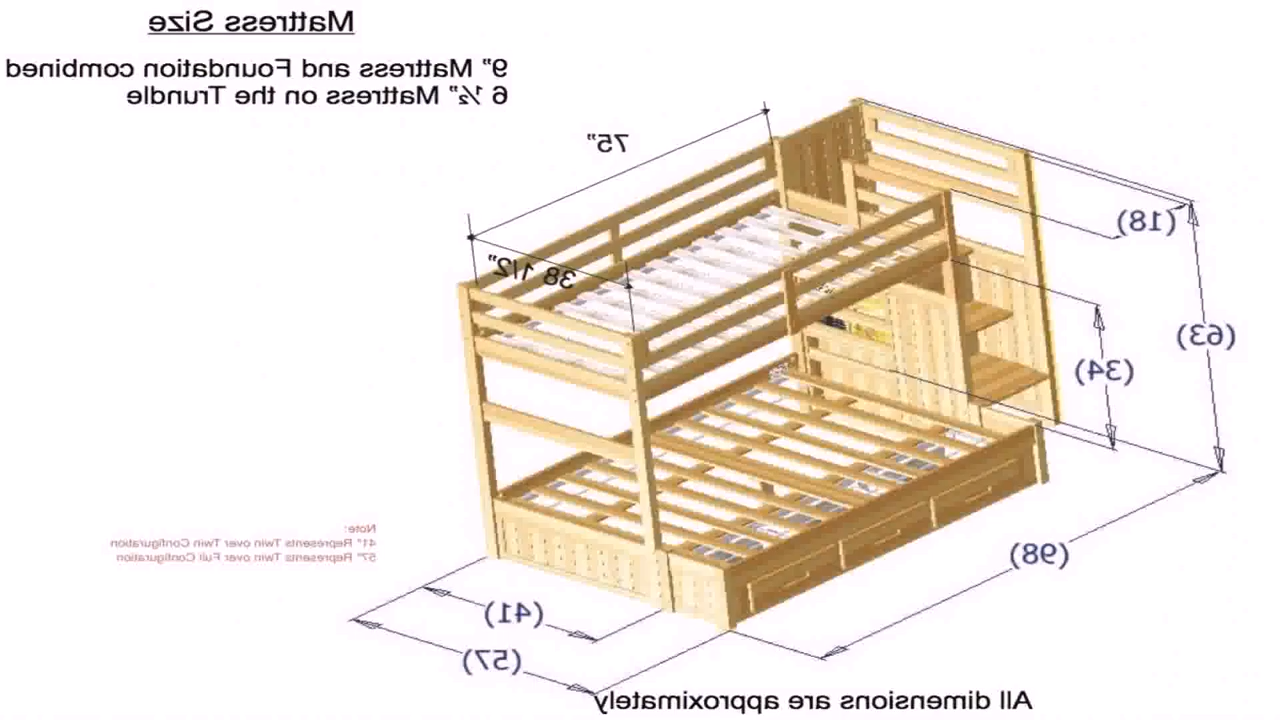 Mattress Size
9” Mattress and Foundation combined
6 ½” Mattress on the Trundle
75”
38 1/2”
(18)
(63)
(34)
(98)
(41)
(57)
Note:
41" Represents Twin over Twin Configuration
57" Represents Twin over Full Configuration
All dimensions are approximately